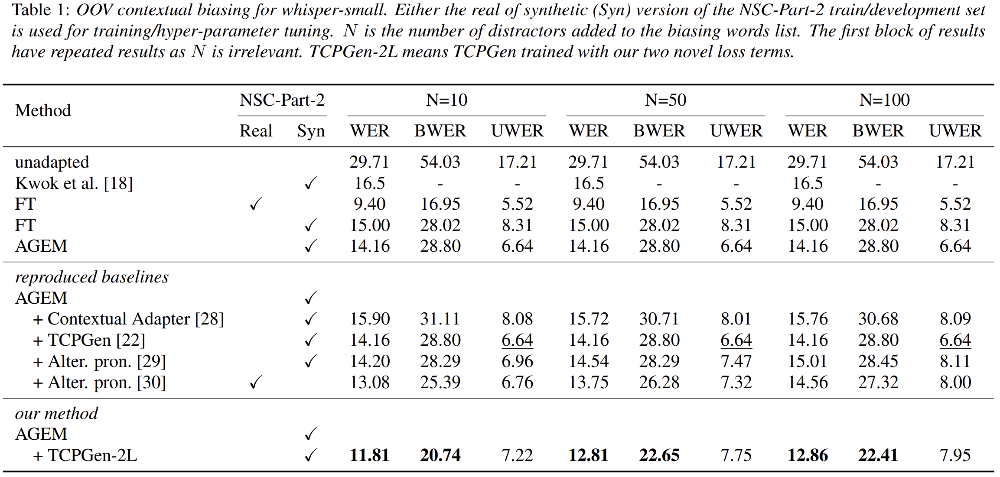 Table 1: OOV contextual biasing for whisper-small. Either the real of synthetic (Syn) version of the NSC-Part-2 train/development set
is used for training/hyper-parameter tuning. N is the number of distractors added to the biasing words list. The first block of results
have repeated results as N is irrelevant. TCPGen-2L means TCPGen trained with our two novel loss terms.
Method NSC-Part-2 N=10 N=50 N=100
Real Syn WER BWER UWER WER BWER UWER WER BWER UWER
unadapted 29.71 54.03 17.21 29.71 54.03 17.21 29.71 54.03 17.21
Kwok et al. [18] ✓ 16.5 - - 16.5 - - 16.5 - -
FT ✓ 9.40 16.95 5.52 9.40 16.95 5.52 9.40 16.95 5.52
FT ✓ 15.00 28.02 8.31 15.00 28.02 8.31 15.00 28.02 8.31
AGEM ✓ 14.16 28.80 6.64 14.16 28.80 6.64 14.16 28.80 6.64
reproduced baselines
AGEM ✓
+ Contextual Adapter [28] ✓ 15.90 31.11 8.08 15.72 30.71 8.01 15.76 30.68 8.09
+ TCPGen [22] ✓ 14.16 28.80 6.64 14.16 28.80 6.64 14.16 28.80 6.64
+ Alter. pron. [29] ✓ 14.20 28.29 6.96 14.54 28.29 7.47 15.01 28.45 8.11
+ Alter. pron. [30] ✓ 13.08 25.39 6.76 13.75 26.28 7.32 14.56 27.32 8.00
our method
AGEM ✓
+ TCPGen-2L ✓ 11.81 20.74 7.22 12.81 22.65 7.75 12.86 22.41 7.95